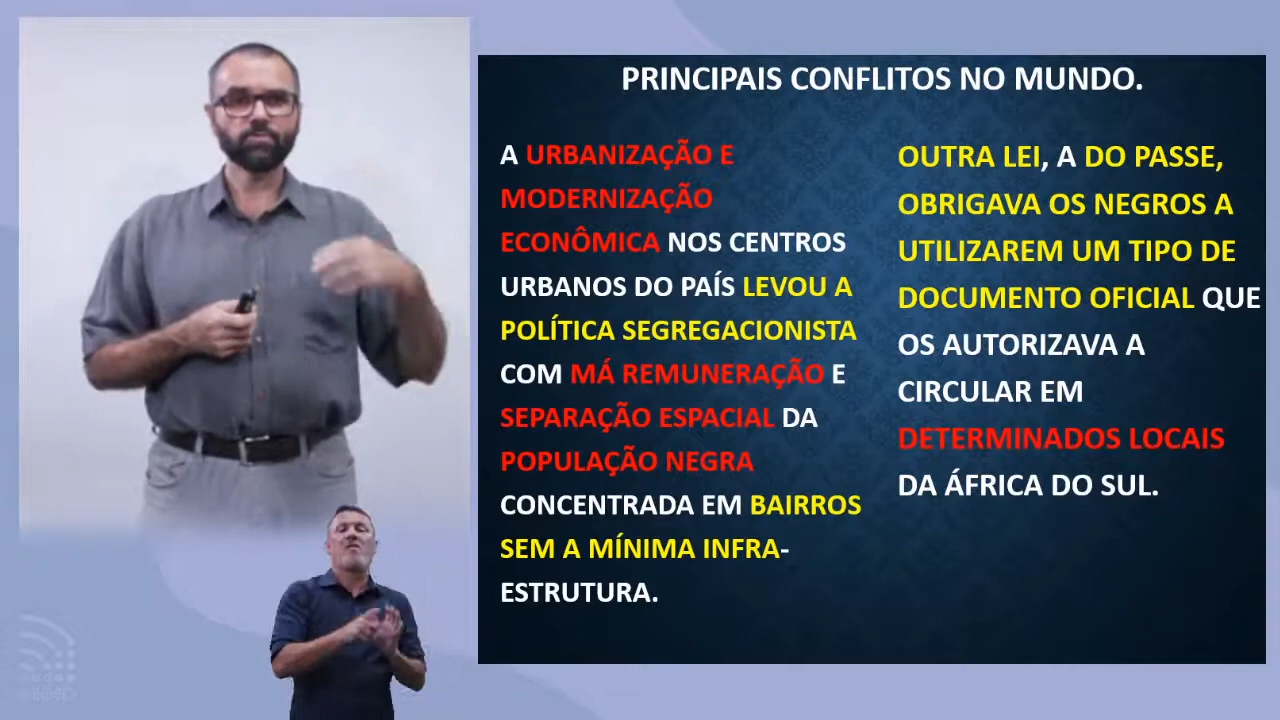 PRINCIPAIS CONFLITOS NO MUNDO.
A URBANIZAÇÃO E
MODERNIZAÇÃO
ECONÔMICA NOS CENTROS
URBANOS DO PAÍS LEVOU A
POLÍTICA SEGREGACIONISTA
COM MÁ REMUNERAÇÃO E
SEPARAÇÃO ESPACIAL DA
POPULAÇÃO NEGRA
CONCENTRADA EM BAIRROS
SEM A MÍNIMA INFRA-
ESTRUTURA.
OUTRA LEI, A DO PASSE,
OBRIGAVA OS NEGROS A
UTILIZAREM UM TIPO DE
DOCUMENTO OFICIAL QUE
OS AUTORIZAVA A
CIRCULAR EM
DETERMINADOS LOCAIS
DA ÁFRICA DO SUL.